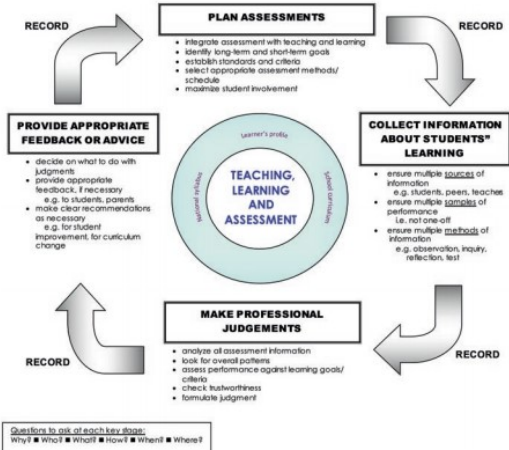 RECORD
PLAN ASSESSMENTS
RECORD
• integrate assessment with teaching and learning
• identify long-term and short-term goals
• establish standards and criteria
• select appropriate assessment methods/
schedule
• maximize student involvement
PROVIDE APPROPRIATE
FEEDBACK OR ADVICE
• decide on what to do with
judgments
• provide appropriate
feedback, if necessary
e.g. to students, parents
• make clear recommendations
as necessary
e.g. for student
improvement, for curriculum
change
Learner's profile
National syllabus
School curriculum
TEACHING,
LEARNING
AND
ASSESSMENT
COLLECT INFORMATION
ABOUT STUDENTS"
LEARNING
• ensure multiple sources of
information
e.g. students, peers, teachers
• ensure multiple samples of
performance
i.e. not one-off
• ensure multiple methods of
information
e.g. observation, inquiry,
reflection, test
MAKE PROFESSIONAL
JUDGEMENTS
RECORD
RECORD
• analyze all assessment information
• look for overall patterns
• assess performance against learning goals/
criteria
• check trustworthiness
• formulate judgment
Questions to ask at each key stage:
Why? ■ Who? ■ What? ■ How? ■ When? ■ Where?